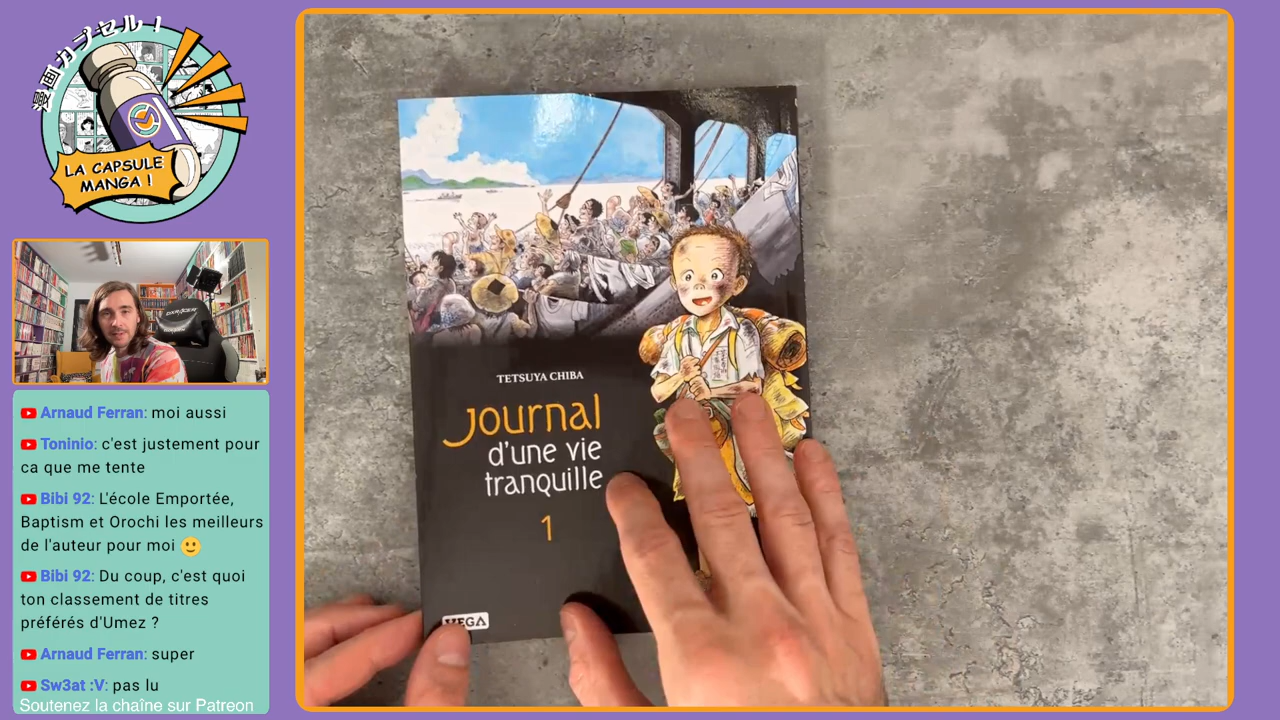 漫画カプセル!
LA CAPSULE
MANGA !
Arnaud Ferran: moi aussi
Toninio: c'est justement pour
ca que me tente
Bibi 92: L'école Emportée,
Baptism et Orochi les meilleurs
de l'auteur pour moi 🙂
Bibi 92: Du coup, c'est quoi
ton classement de titres
préférés d'Umez ?
Arnaud Ferran: super
Sw3at :V: pas lu
Soutenez la chaîne sur Patreon
TETSUYA CHIBA
Journal
d'une vie
tranquille
1
VEGA